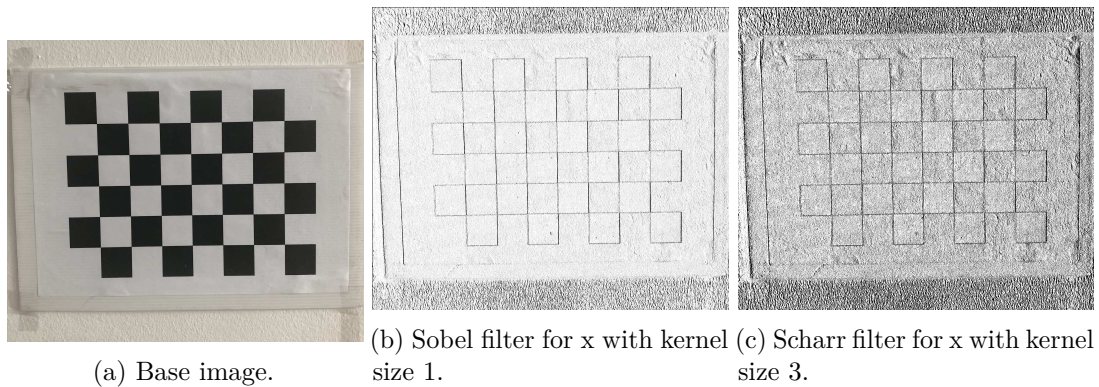 (a) Base image.
(b) Sobel filter for x with kernel
size 1.
(c) Scharr filter for x with kernel
size 3.